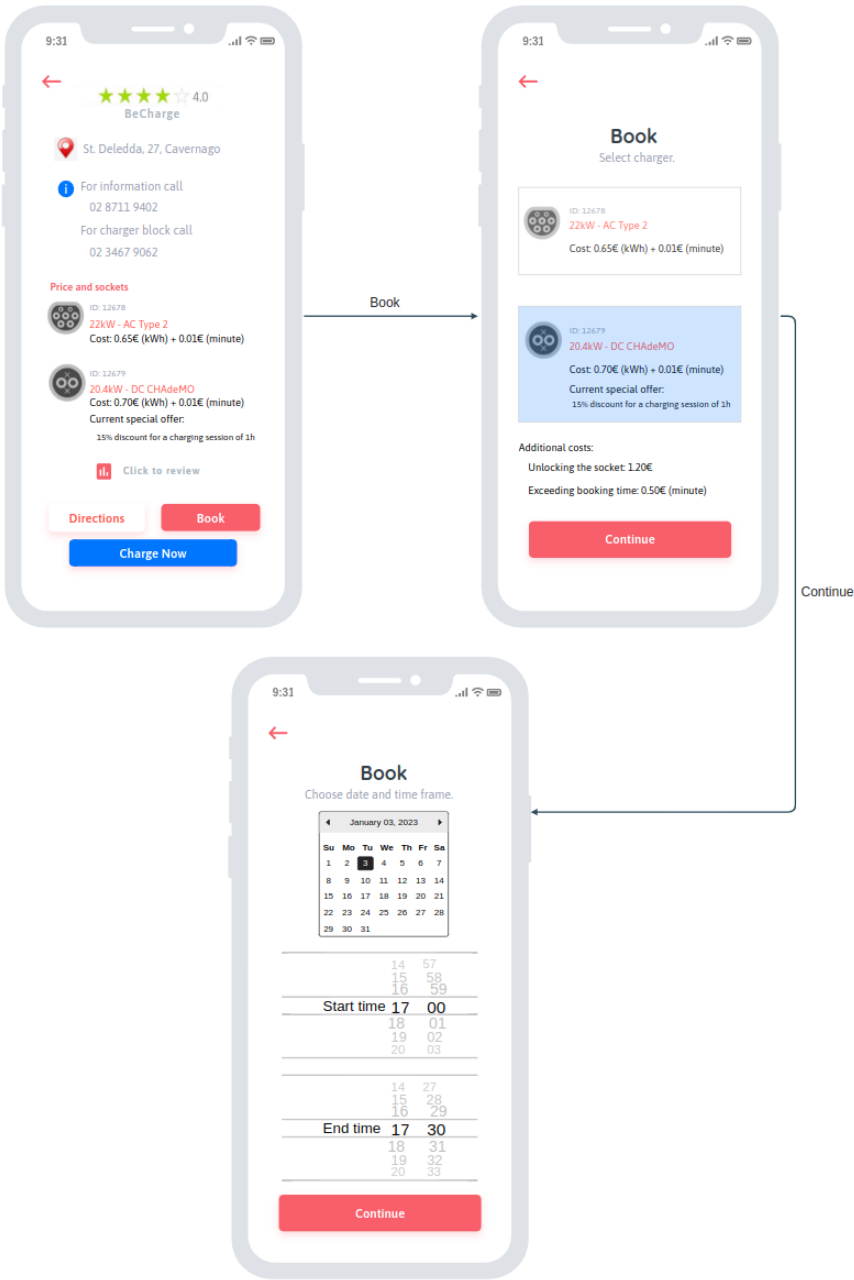 9:31
4.0
BeCharge
St. Deledda, 27, Cavernago
For information call
02 8711 9402
For charger block call
02 3467 9062
Price and sockets
ID: 12678
22kW - AC Type 2
Cost: 0.65€ (kWh) + 0.01€ (minute)
ID: 12679
20.4kW - DC CHAdeMO
Cost: 0.70€ (kWh) + 0.01€ (minute)
Current special offer:
15% discount for a charging session of 1h
Click to review
Directions
Book
Charge Now
Book
9:31
Book
Select charger.
ID: 12678
22kW - AC Type 2
Cost: 0.65€ (kWh) + 0.01€ (minute)
ID: 12679
20.4kW - DC CHAdeMO
Cost: 0.70€ (kWh) + 0.01€ (minute)
Current special offer:
15% discount for a charging session of 1h
Additional costs:
Unlocking the socket: 1.20€
Exceeding booking time: 0.50€ (minute)
Continue
Continue
9:31
Book
Choose date and time frame.
January 03, 2023
Su Mo Tu We Th Fr Sa
1 2 3 4 5 6 7
8 9 10 11 12 13 14
15 16 17 18 19 20 21
22 23 24 25 26 27 28
29 30 31
14 57
15 58
16 59
Start time 17 00
18 01
19 02
20 03
14 27
15 28
16 29
End time 17 30
18 31
19 32
20 33
Continue